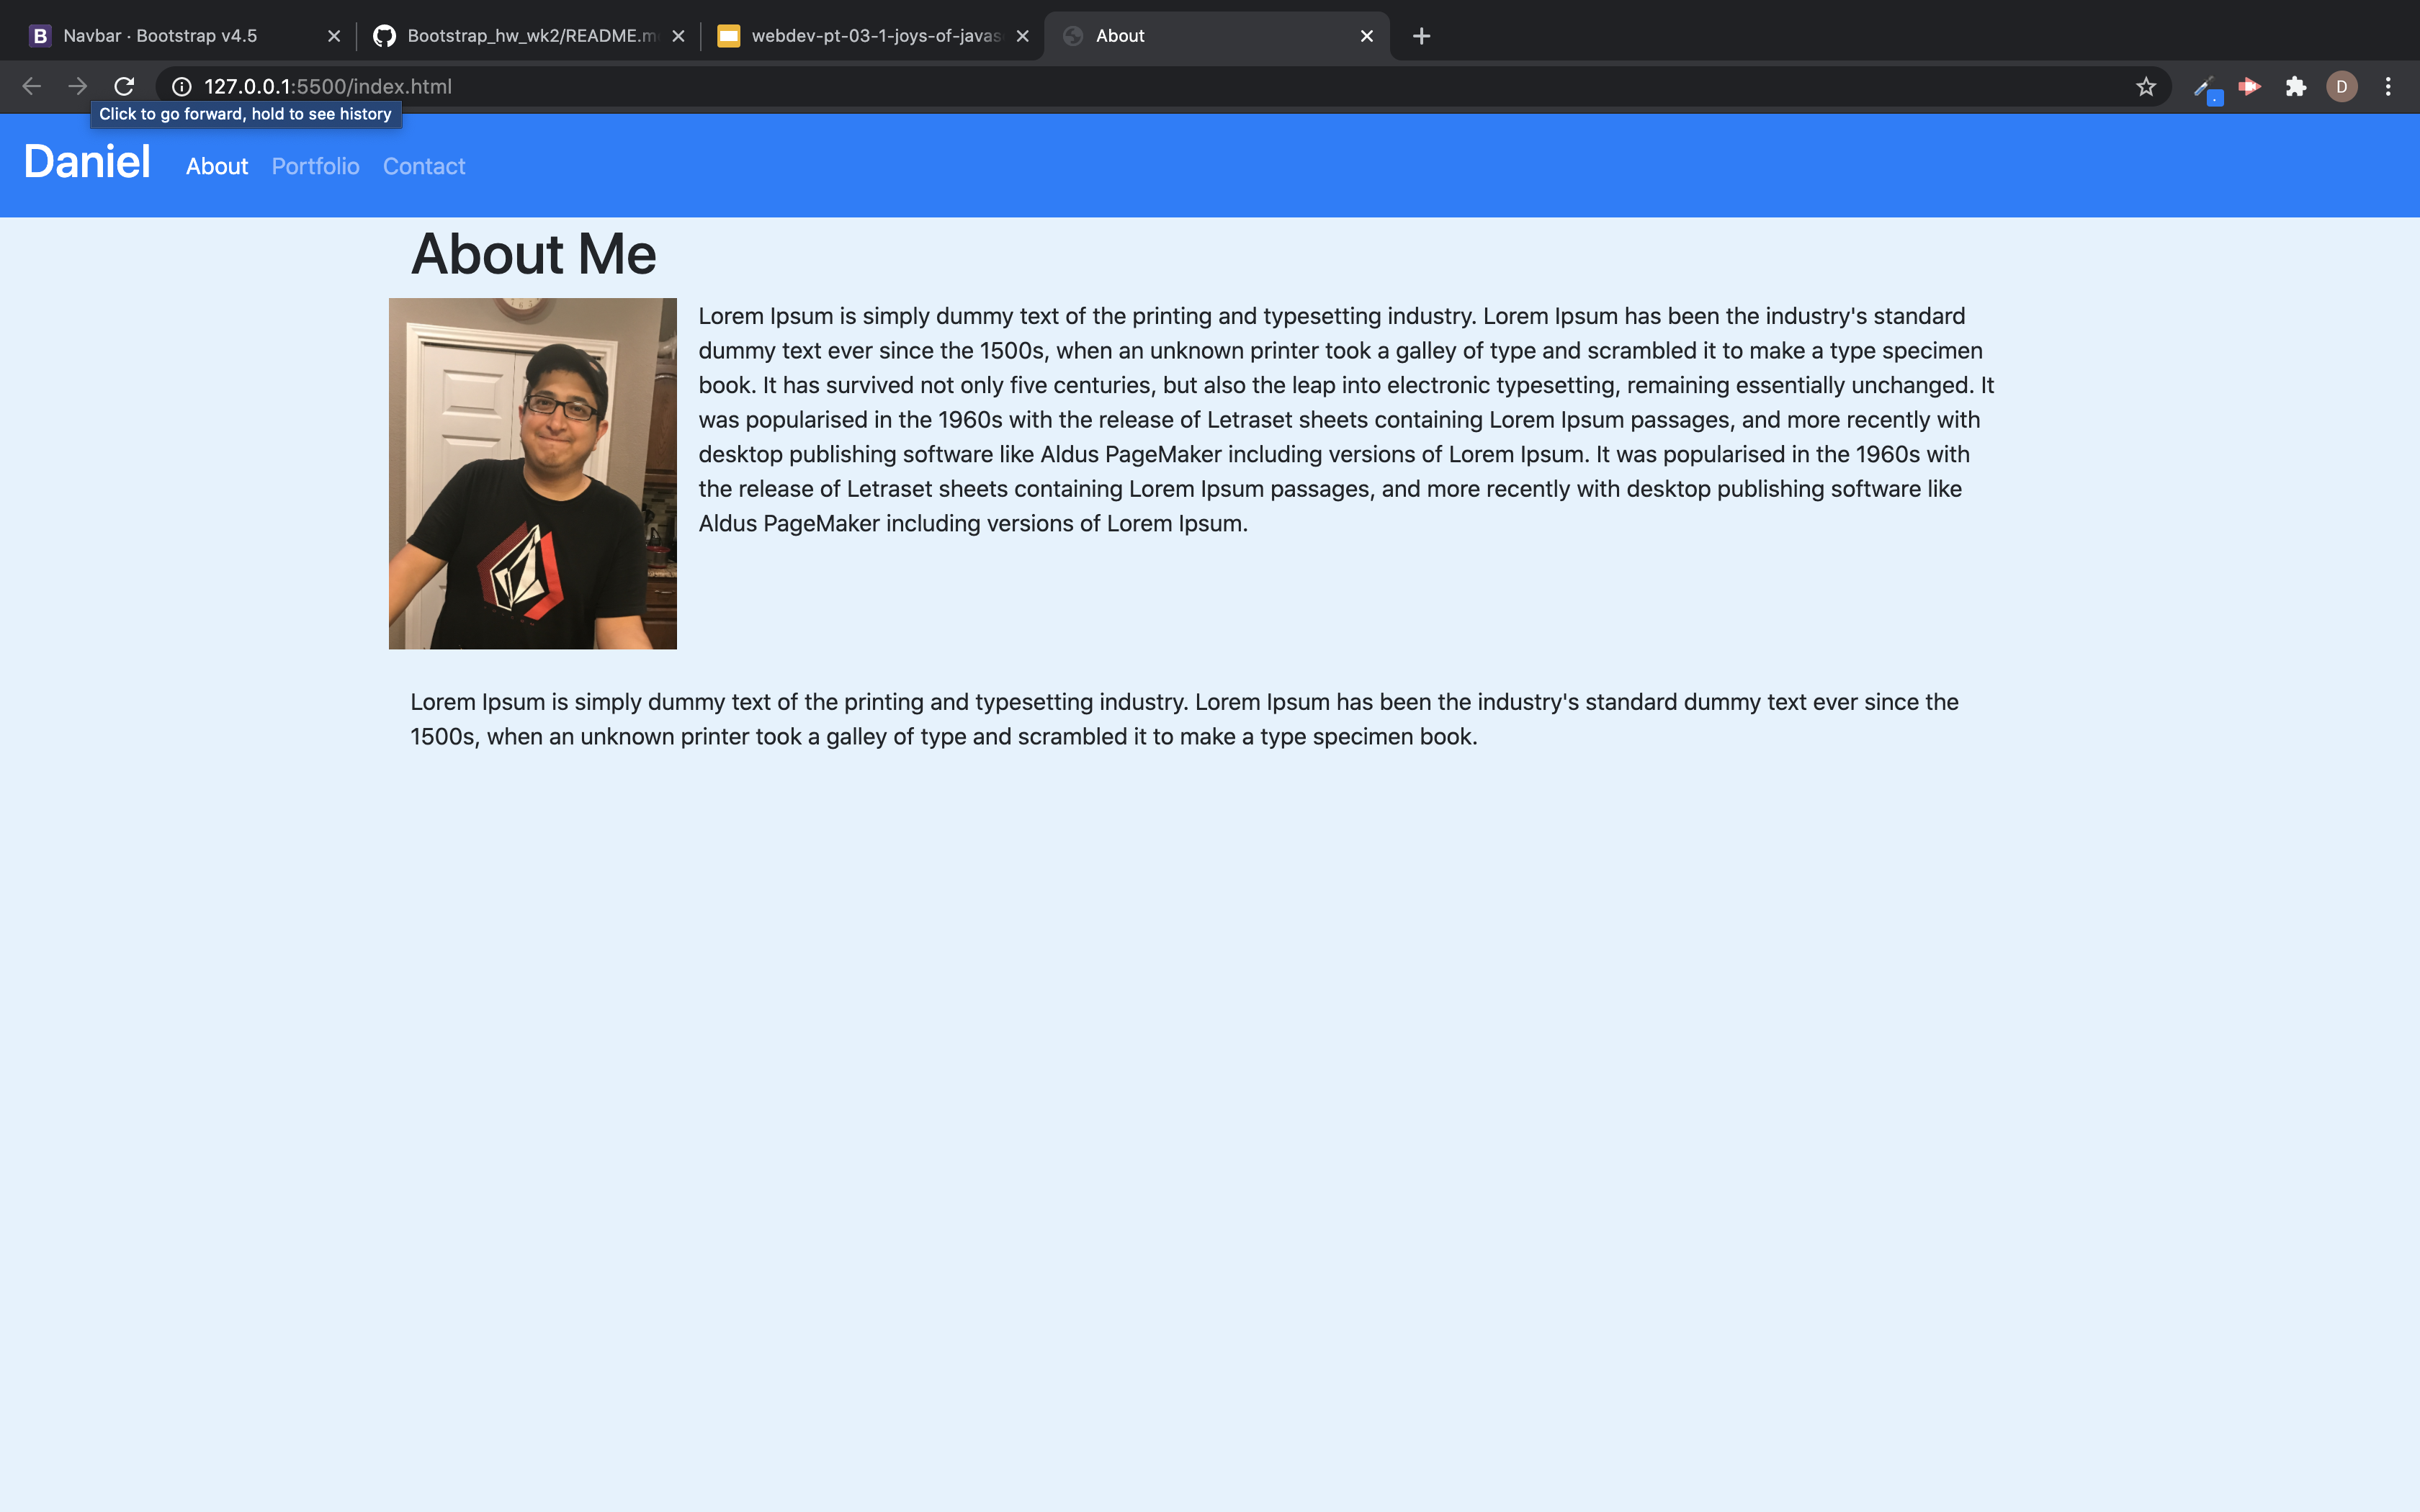 Navbar · Bootstrap v4.5
Bootstrap_hw_wk2/README.m
webdev-pt-03-1-joys-of-javas
About
127.0.0.1:5500/index.html
D
Click to go forward, hold to see history
Daniel About Portfolio Contact
About Me
Lorem Ipsum is simply dummy text of the printing and typesetting industry. Lorem Ipsum has been the industry's standard
dummy text ever since the 1500s, when an unknown printer took a galley of type and scrambled it to make a type specimen
book. It has survived not only five centuries, but also the leap into electronic typesetting, remaining essentially unchanged. It
was popularised in the 1960s with the release of Letraset sheets containing Lorem Ipsum passages, and more recently with
desktop publishing software like Aldus PageMaker including versions of Lorem Ipsum. It was popularised in the 1960s with
the release of Letraset sheets containing Lorem Ipsum passages, and more recently with desktop publishing software like
Aldus PageMaker including versions of Lorem Ipsum.
Lorem Ipsum is simply dummy text of the printing and typesetting industry. Lorem Ipsum has been the industry's standard dummy text ever since the
1500s, when an unknown printer took a galley of type and scrambled it to make a type specimen book.